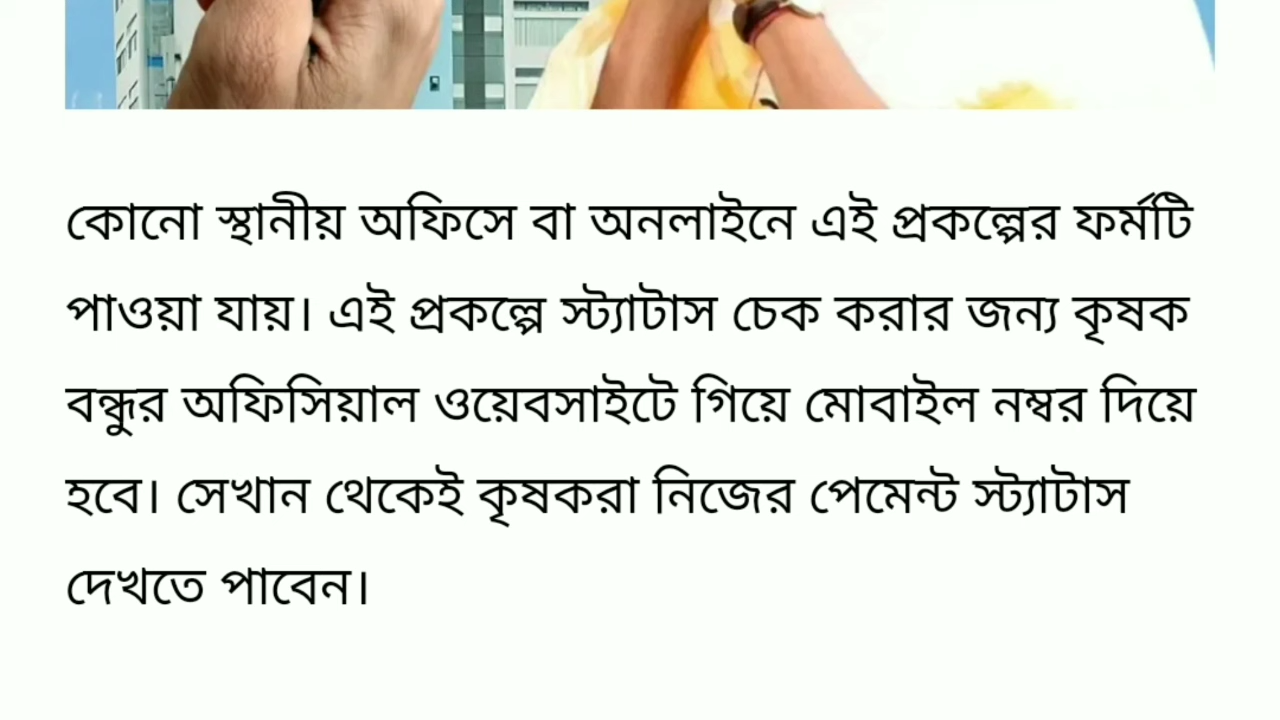 কোনো স্থানীয় অফিসে বা অনলাইনে এই প্রকল্পের ফর্মটি
পাওয়া যায়। এই প্রকল্পে স্ট্যাটাস চেক করার জন্য কৃষক
বন্ধুর অফিসিয়াল ওয়েবসাইটে গিয়ে মোবাইল নম্বর দিয়ে
হবে। সেখান থেকেই কৃষকরা নিজের পেমেন্ট স্ট্যাটাস
দেখতে পাবেন।